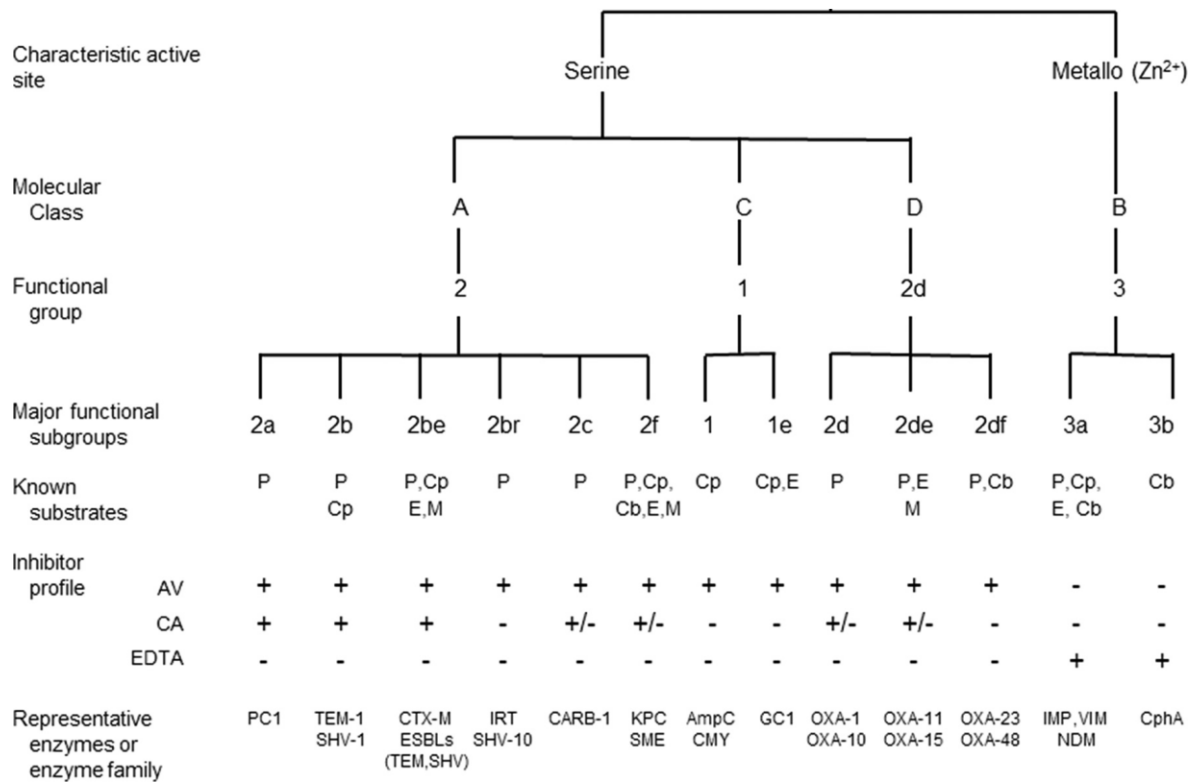 Characteristic active
site
Serine
Metallo (Zn²⁺)
Molecular
Class
A
C
D
B
Functional
group
2
1
2d
3
Major functional
subgroups
2a 2b 2be 2br 2c 2f 1 1e 2d 2de 2df 3a 3b
Known
substrates
P P P,Cp P P P,Cp, Cp Cp,E P P,E P,Cb P,Cp, Cb
Cp E,M Cb,E,M M E, Cb
Inhibitor
profile
AV + + + + + + + + + + + - -
CA + + + - +/- +/- - - +/- +/- - - -
EDTA - - - - - - - - - - - + +
Representative
enzymes or
enzyme family
PC1 TEM-1 CTX-M IRT CARB-1 KPC AmpC GC1 OXA-1 OXA-11 OXA-23 IMP,VIM CphA
SHV-1 ESBLs SHV-10 SME CMY OXA-10 OXA-15 OXA-48 NDM
(TEM,SHV)